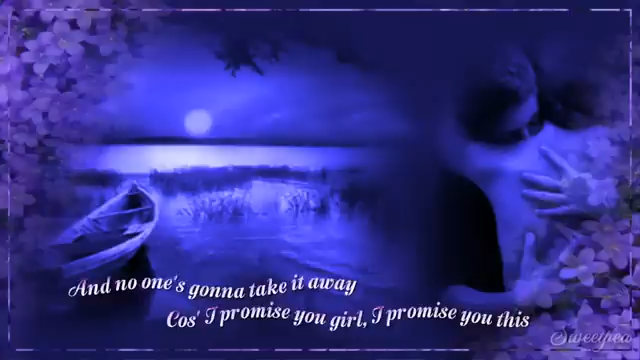 And no one's gonna take it away
Cos' I promise you girl, I promise you this
Sweetpea